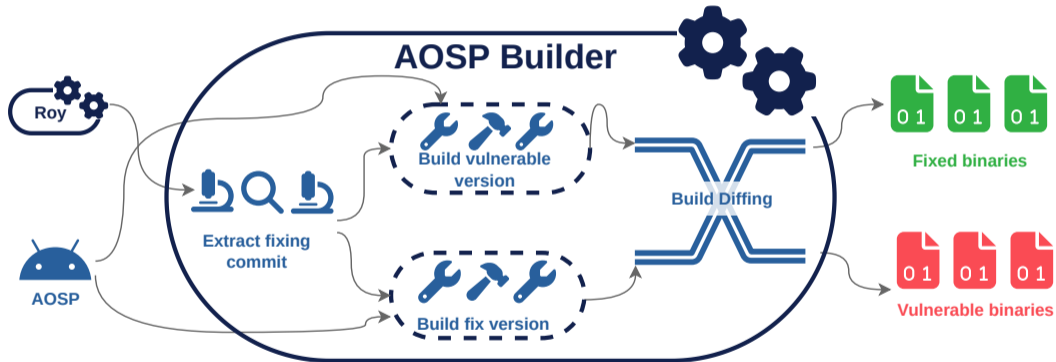 AOSP Builder
Roy
Build vulnerable
version
0 1
0 1
0 1
Fixed binaries
Extract fixing
commit
Build Diffing
AOSP
Build fix version
0 1
0 1
0 1
Vulnerable binaries